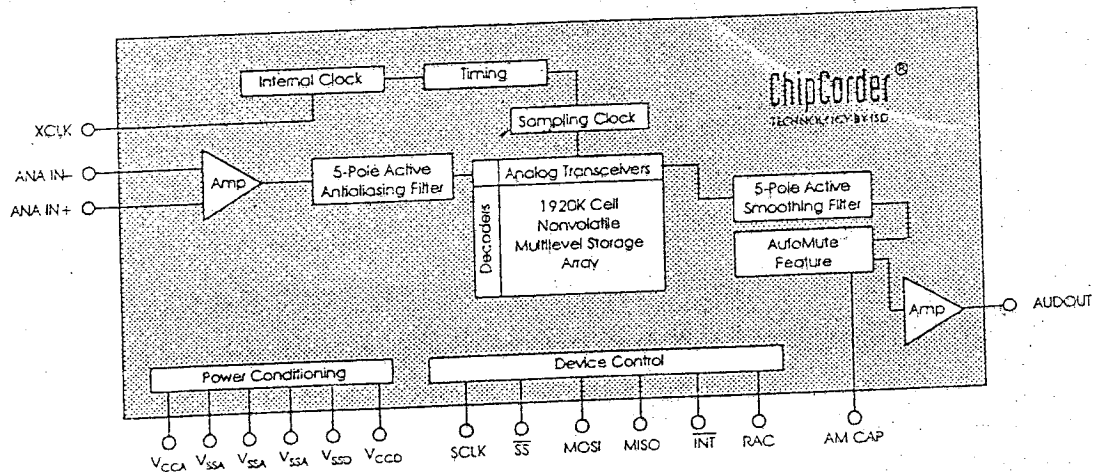 Internal Clock
Timing
ChipCorder®
TECHNOLOGY BY ISD
XCLK
Sampling Clock
ANA IN-
ANA IN+
Amp
5-Pole Active
Antialiasing Filter
Decoders
Analog Transceivers
1920K Cell
Nonvolatile
Multilevel Storage
Array
5-Pole Active
Smoothing Filter
AutoMute
Feature
Amp
AUDOUT
Power Conditioning
Device Control
VCCA
VSSA
VSSA
VSSA
VSSD
VCCD
SCLK
S̅S̅
MOSI
MISO
I̅N̅T̅
RAC
AM CAP